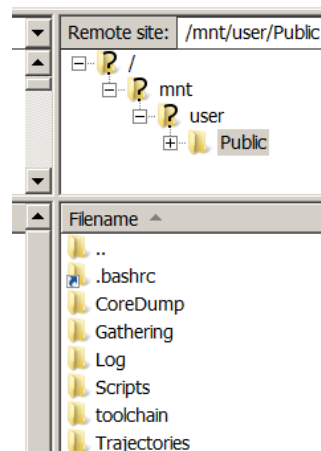 Remote site: /mnt/user/Public
/
mnt
user
Public
Filename
..
.bashrc
CoreDump
Gathering
Log
Scripts
toolchain
Trajectories